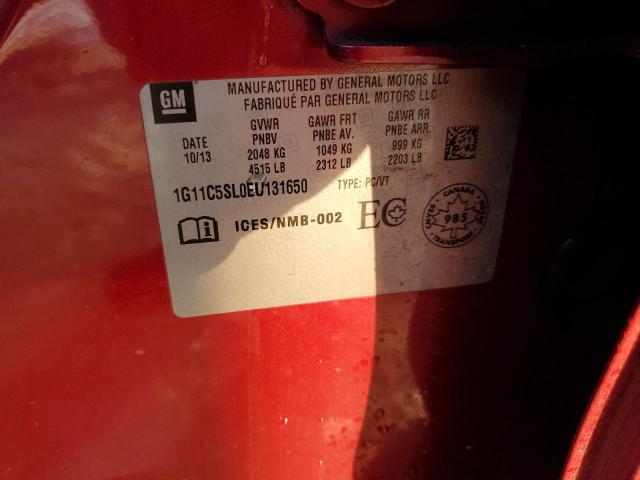 GM
MANUFACTURED BY GENERAL MOTORS LLC
FABRIQUÉ PAR GENERAL MOTORS LLC
DATE
10/13
GVWR
PNBV
2048 KG
4515 LB
GAWR FRT
PNBE AV.
1049 KG
2312 LB
GAWR RR
PNBE ARR.
999 KG
2203 LB
1G11C5SL0EU131650
TYPE: PC/VT
i ICES/NMB-002
EC
CANADA
985
TRANSPORT